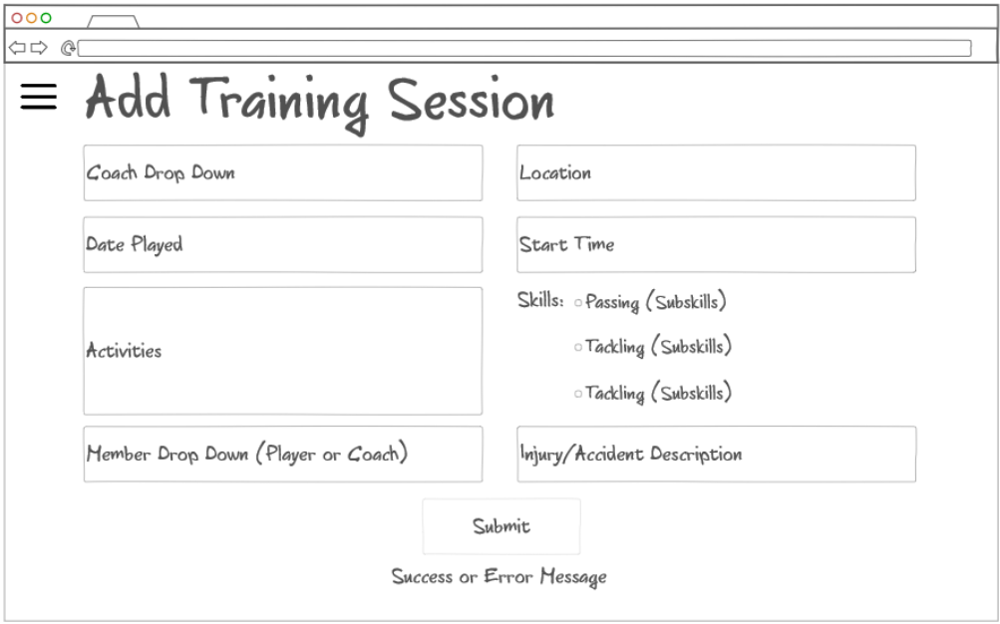 Add Training Session
Coach Drop Down
Location
Date Played
Start Time
Activities
Skills: Passing (Subskills)
Tackling (Subskills)
Tackling (Subskills)
Member Drop Down (Player or Coach)
Injury/Accident Description
Submit
Success or Error Message